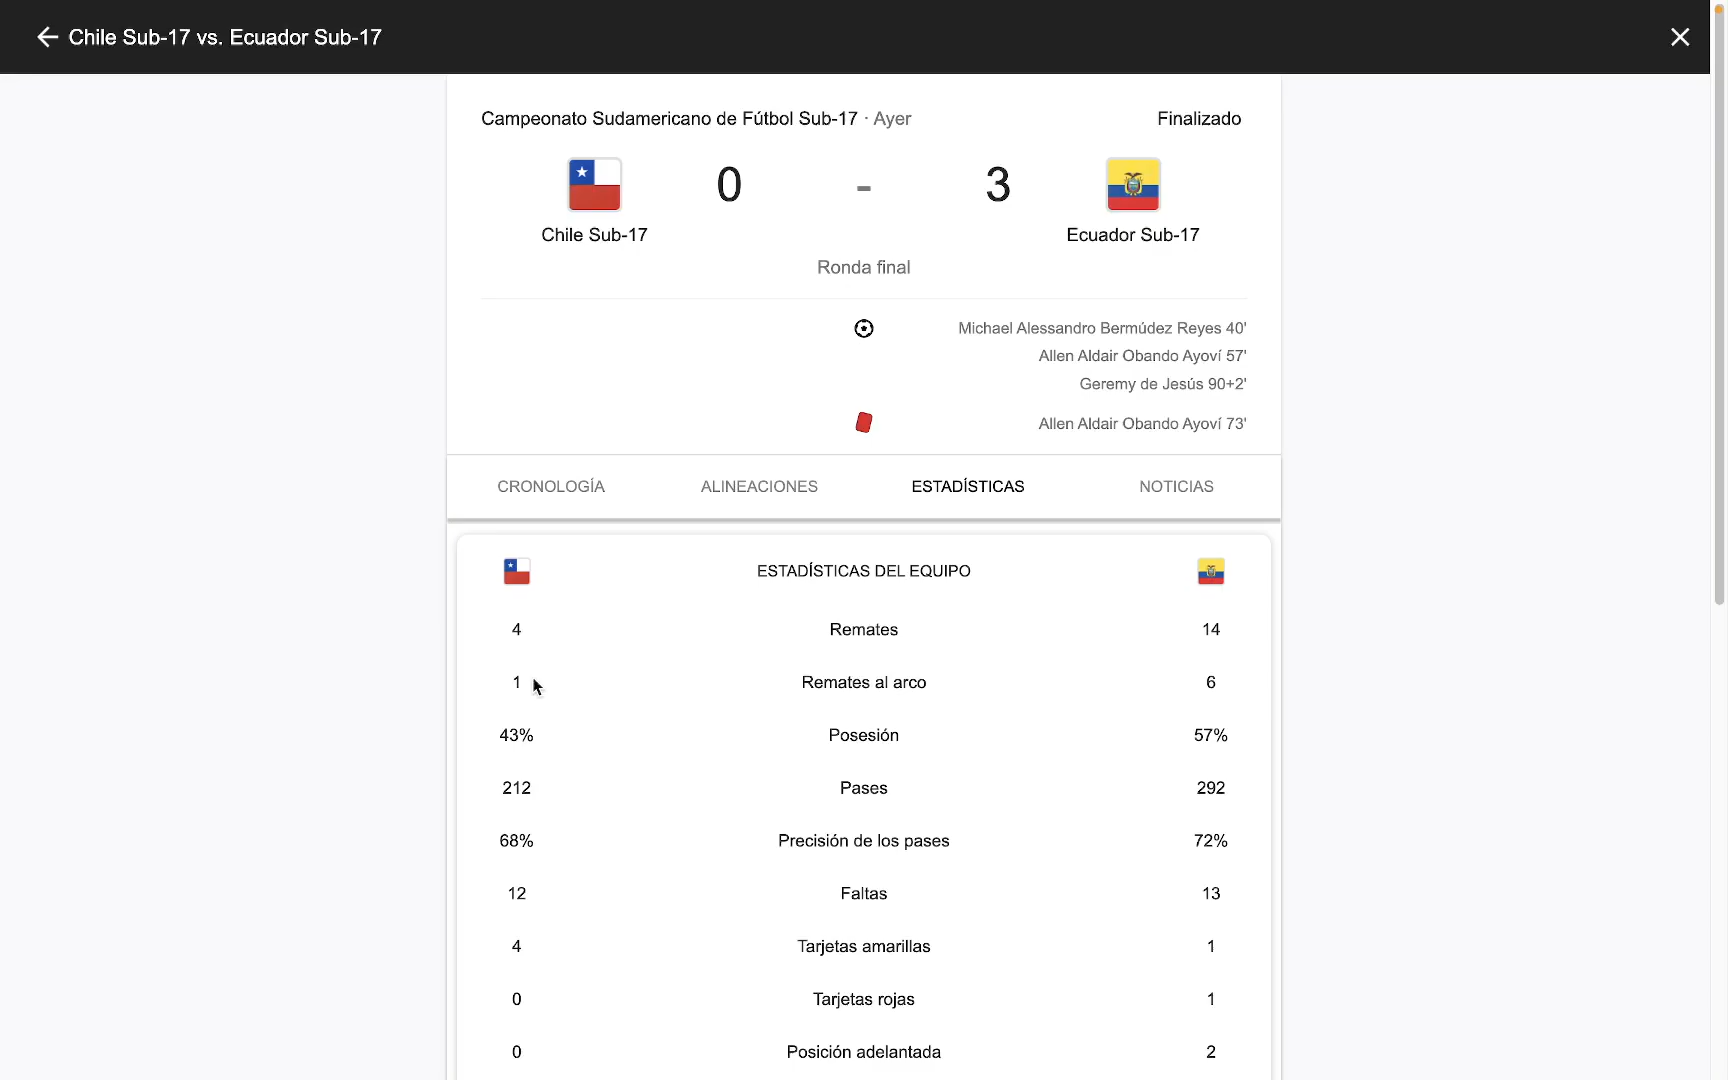 Chile Sub-17 vs. Ecuador Sub-17
Campeonato Sudamericano de Fútbol Sub-17 · Ayer Finalizado
0 - 3
Chile Sub-17 Ecuador Sub-17
Ronda final
Michael Alessandro Bermúdez Reyes 40'
Allen Aldair Obando Ayoví 57'
Geremy de Jesús 90+2'
Allen Aldair Obando Ayoví 73'
CRONOLOGÍA ALINEACIONES ESTADÍSTICAS NOTICIAS
ESTADÍSTICAS DEL EQUIPO
4 Remates 14
1 Remates al arco 6
43% Posesión 57%
212 Pases 292
68% Precisión de los pases 72%
12 Faltas 13
4 Tarjetas amarillas 1
0 Tarjetas rojas 1
0 Posición adelantada 2